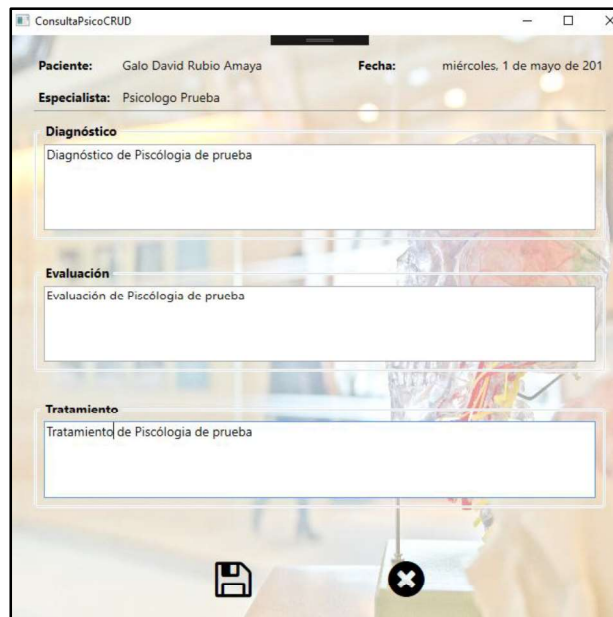 ConsultaPsicoCRUD
Paciente: Galo David Rubio Amaya Fecha: miércoles, 1 de mayo de 201
Especialista: Psicologo Prueba
Diagnóstico
Diagnóstico de Piscólogia de prueba
Evaluación
Evaluación de Piscólogia de prueba
Tratamiento
Tratamiento de Piscólogia de prueba